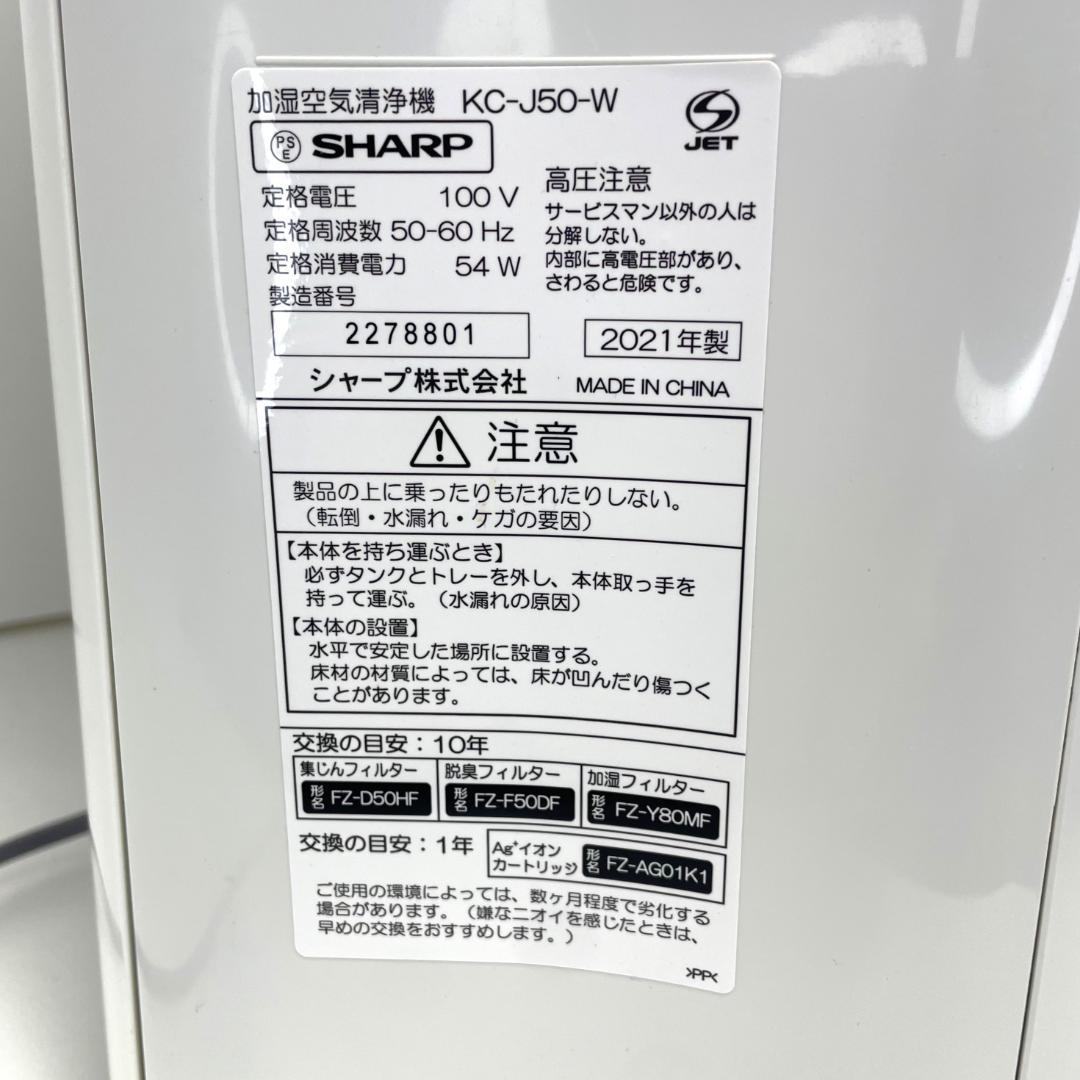 加湿空気清浄機 KC-J50-W
PS E SHARP
JET
定格電圧 100 V
定格周波数 50-60 Hz
定格消費電力 54 W
製造番号
2278801
高圧注意
サービスマン以外の人は
分解しない。
内部に高電圧部があり、
さわると危険です。
2021年製
シャープ株式会社
MADE IN CHINA
注意
製品の上に乗ったりもたれたりしない。
（転倒・水漏れ・ケガの要因）
【本体を持ち運ぶとき】
必ずタンクとトレーを外し、本体取っ手を
持って運ぶ。（水漏れの原因）
【本体の設置】
水平で安定した場所に設置する。
床材の材質によっては、床が凹んだり傷つく
ことがあります。
交換の目安：10年
集じんフィルター
形名 FZ-D50HF
脱臭フィルター
形名 FZ-F50DF
加湿フィルター
形名 FZ-Y80MF
交換の目安：1年
Ag⁺イオン
カートリッジ
形名 FZ-AG01K1
ご使用の環境によっては、数ヶ月程度で劣化する
場合があります。（嫌なニオイを感じたときは、
早めの交換をおすすめします。）
>PP<